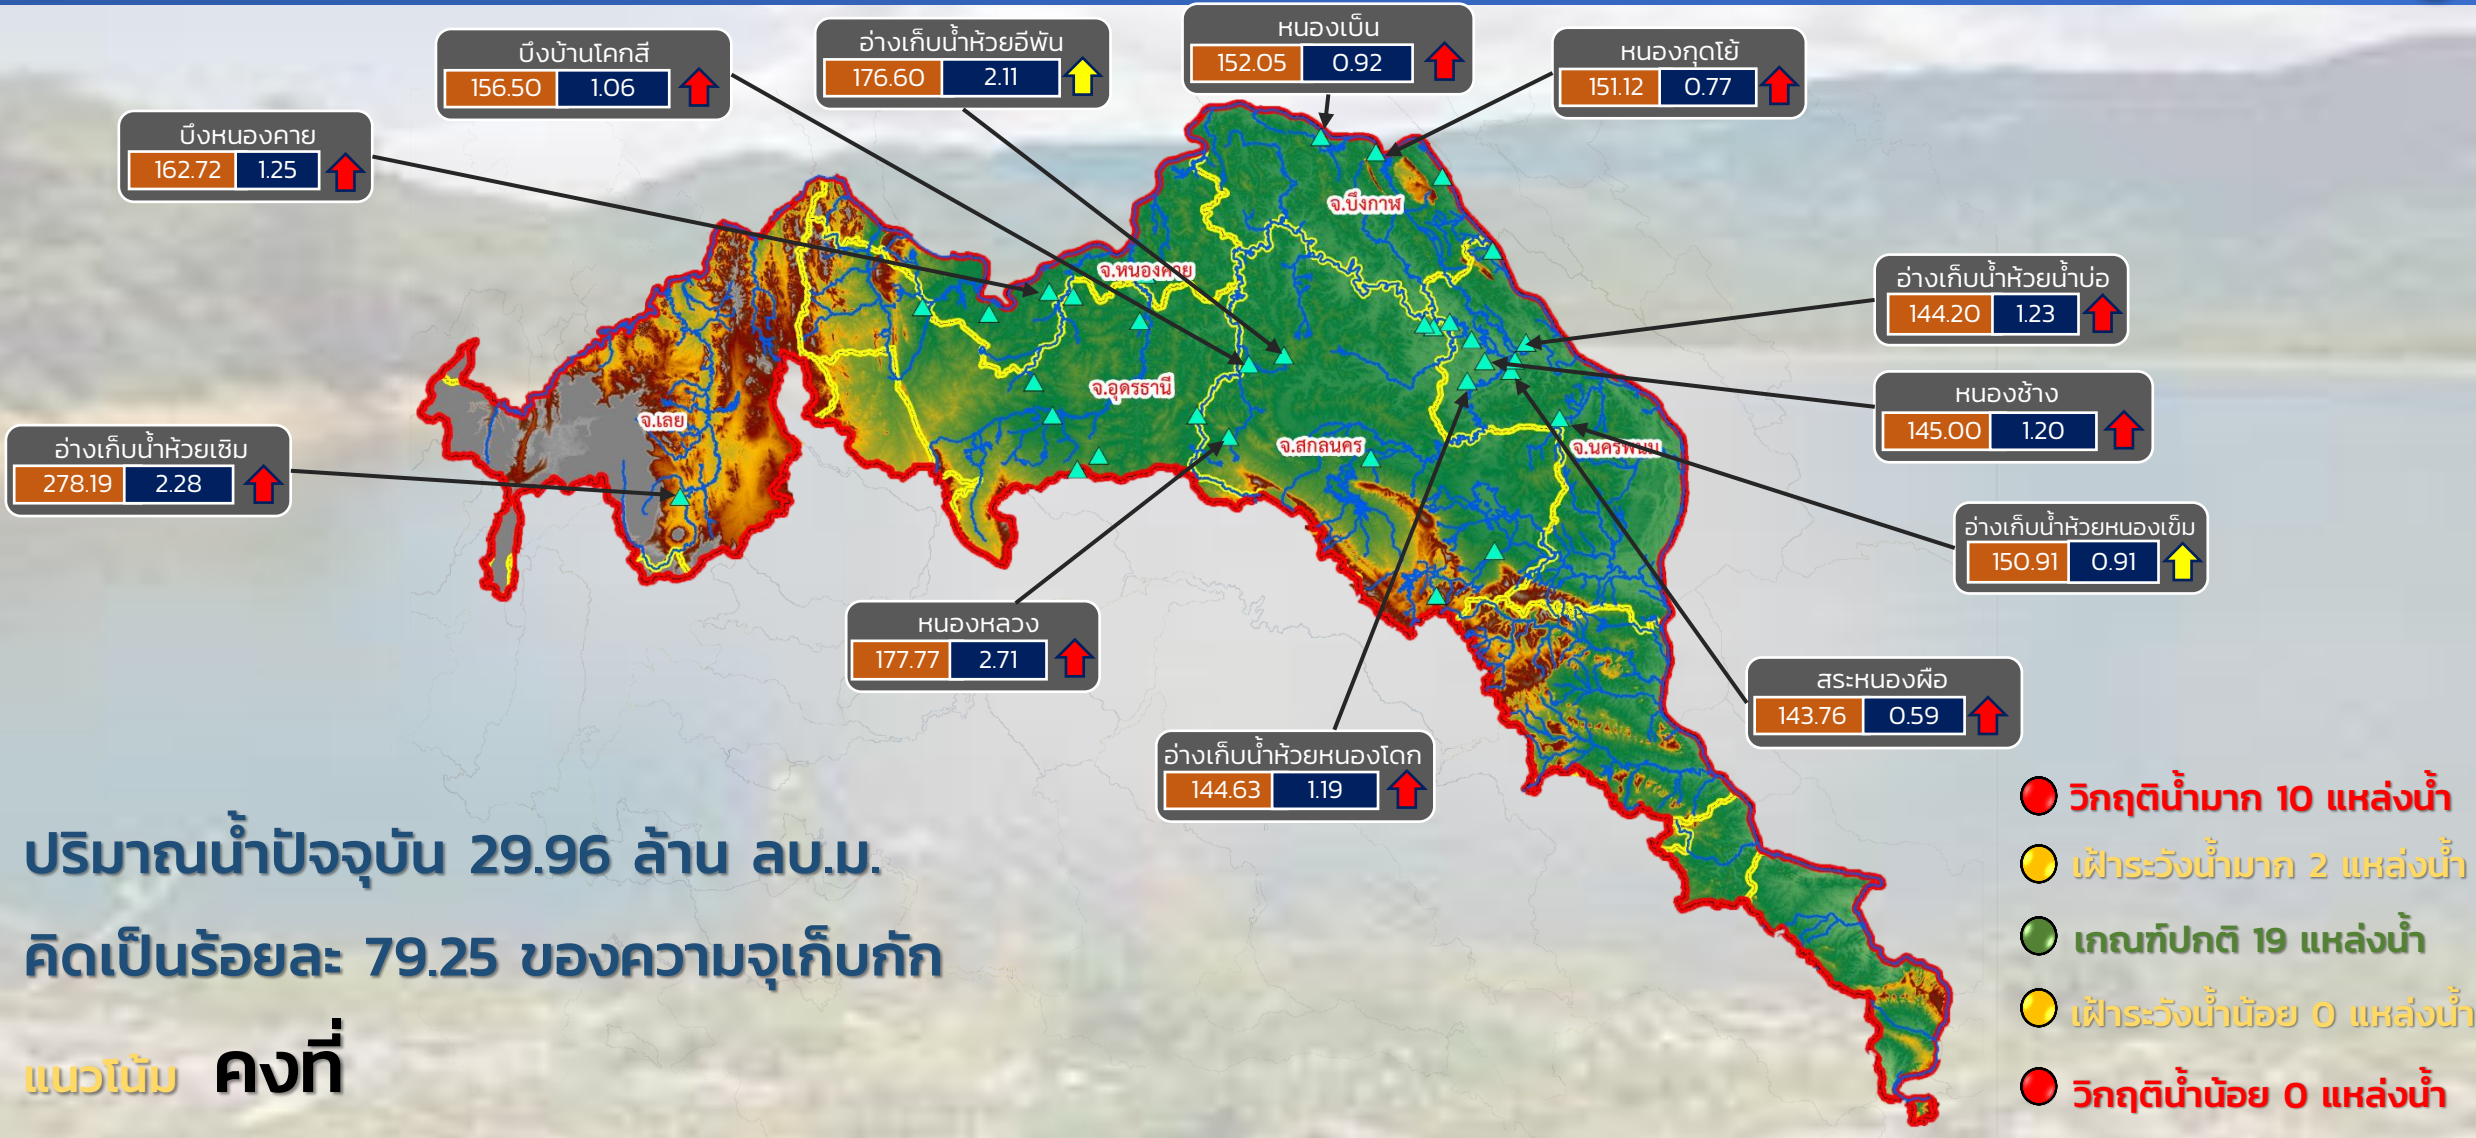 หนองเบ็น
152.05 0.92
อ่างเก็บน้ำห้วยอีพัน
176.60 2.11
หนองกุดโย้
151.12 0.77
บึงบ้านโคกสี
156.50 1.06
บึงหนองคาย
162.72 1.25
จ.บึงกาฬ
จ.หนองคาย
อ่างเก็บน้ำห้วยน้ำบ่อ
144.20 1.23
จ.อุดรธานี
หนองช้าง
145.00 1.20
จ.เลย
จ.สกลนคร
จ.นครพนม
อ่างเก็บน้ำห้วยเซิม
278.19 2.28
อ่างเก็บน้ำห้วยหนองเข็ม
150.91 0.91
หนองหลวง
177.77 2.71
สระหนองผือ
143.76 0.59
อ่างเก็บน้ำห้วยหนองโดก
144.63 1.19
ปริมาณน้ำปัจจุบัน 29.96 ล้าน ลบ.ม.
คิดเป็นร้อยละ 79.25 ของความจุเก็บกัก
แนวโน้ม คงที่
วิกฤติน้ำมาก 10 แหล่งน้ำ
เฝ้าระวังน้ำมาก 2 แหล่งน้ำ
เกณฑ์ปกติ 19 แหล่งน้ำ
เฝ้าระวังน้ำน้อย 0 แหล่งน้ำ
วิกฤติน้ำน้อย 0 แหล่งน้ำ